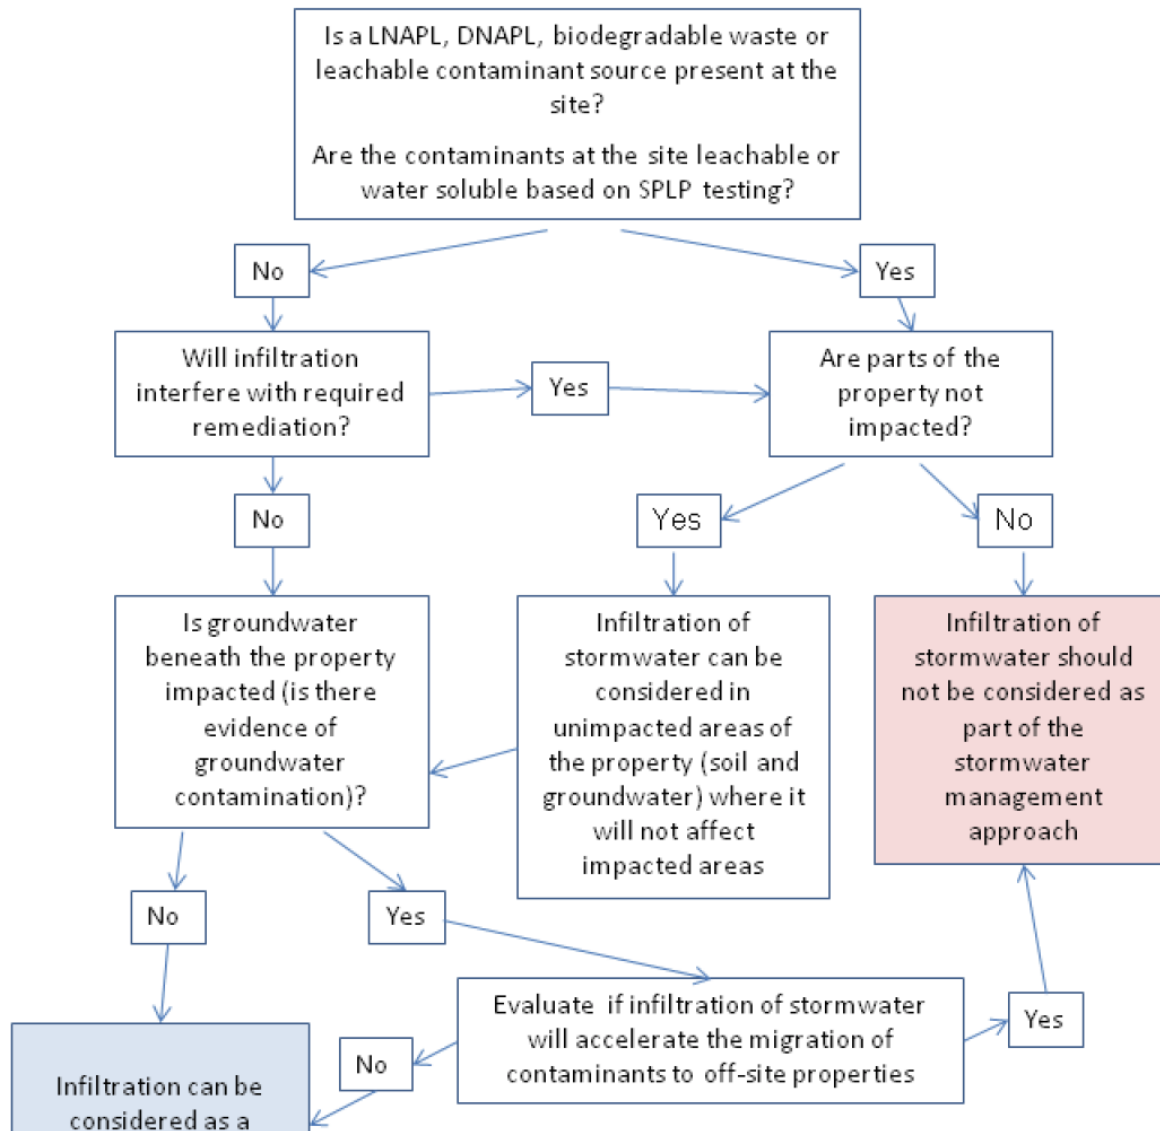 Is a LNAPL, DNAPL, biodegradable waste or
leachable contaminant source present at the
site?
Are the contaminants at the site leachable or
water soluble based on SPLP testing?
No
Yes
Will infiltration
interfere with required
remediation?
Yes
Are parts of the
property not
impacted?
No
Yes
No
Is groundwater
beneath the property
impacted (is there
evidence of
groundwater
contamination)?
Infiltration of
stormwater can be
considered in
unimpacted areas of
the property (soil and
groundwater) where it
will not affect
impacted areas
Infiltration of
stormwater should
not be considered as
part of the
stormwater
management
approach
No
Yes
Evaluate if infiltration of stormwater
will accelerate the migration of
contaminants to off-site properties
Yes
No
Infiltration can be
considered as a